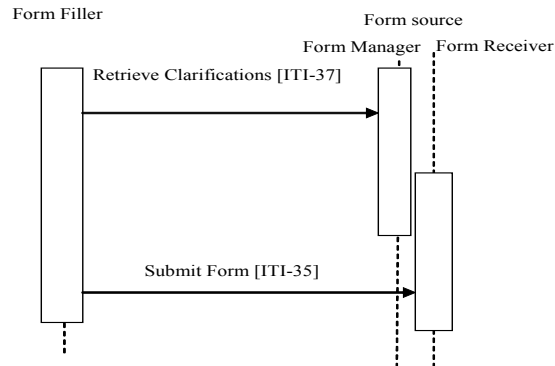 Form Filler
Form source
Form Manager
Form Receiver
Retrieve Clarifications [ITI-37]
Submit Form [ITI-35]